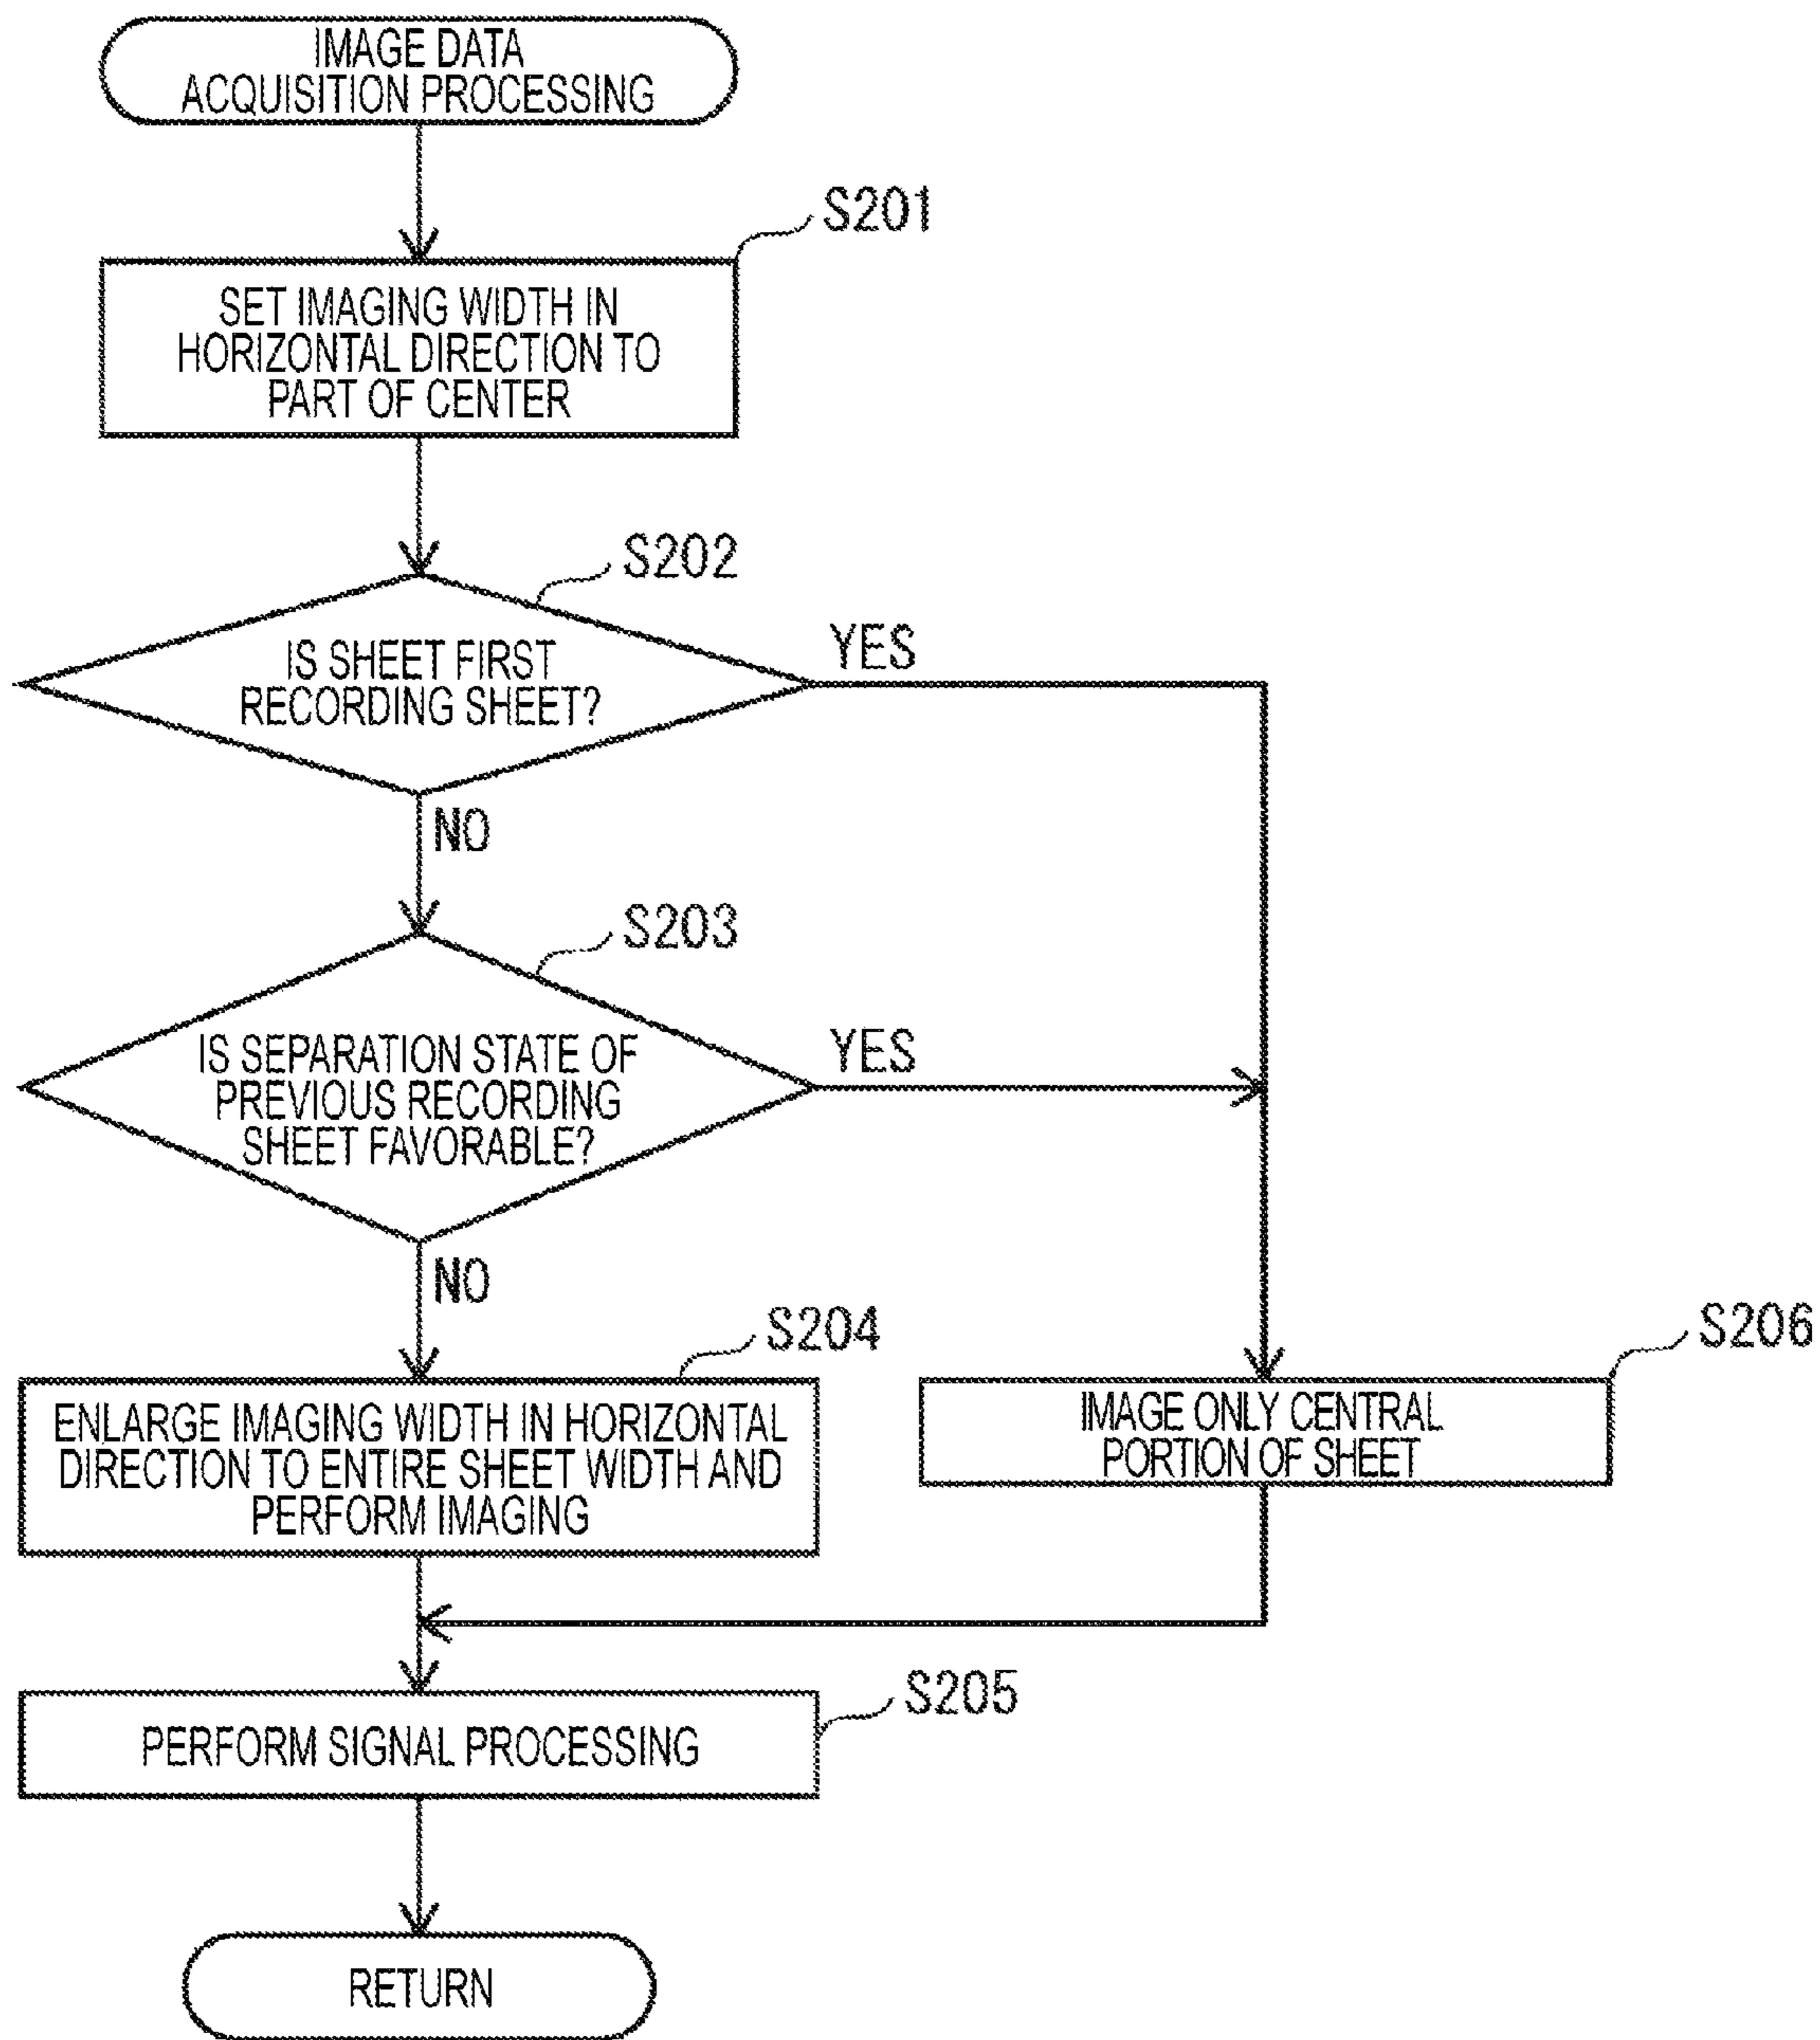 IMAGE DATA
ACQUISITION PROCESSING
S201
SET IMAGING WIDTH IN
HORIZONTAL DIRECTION TO
PART OF CENTER
S202
IS SHEET FIRST
RECORDING SHEET?
YES
NO
S203
IS SEPARATION STATE OF
PREVIOUS RECORDING
SHEET FAVORABLE?
YES
NO
S204
ENLARGE IMAGING WIDTH IN HORIZONTAL
DIRECTION TO ENTIRE SHEET WIDTH AND
PERFORM IMAGING
S206
IMAGE ONLY CENTRAL
PORTION OF SHEET
S205
PERFORM SIGNAL PROCESSING
RETURN